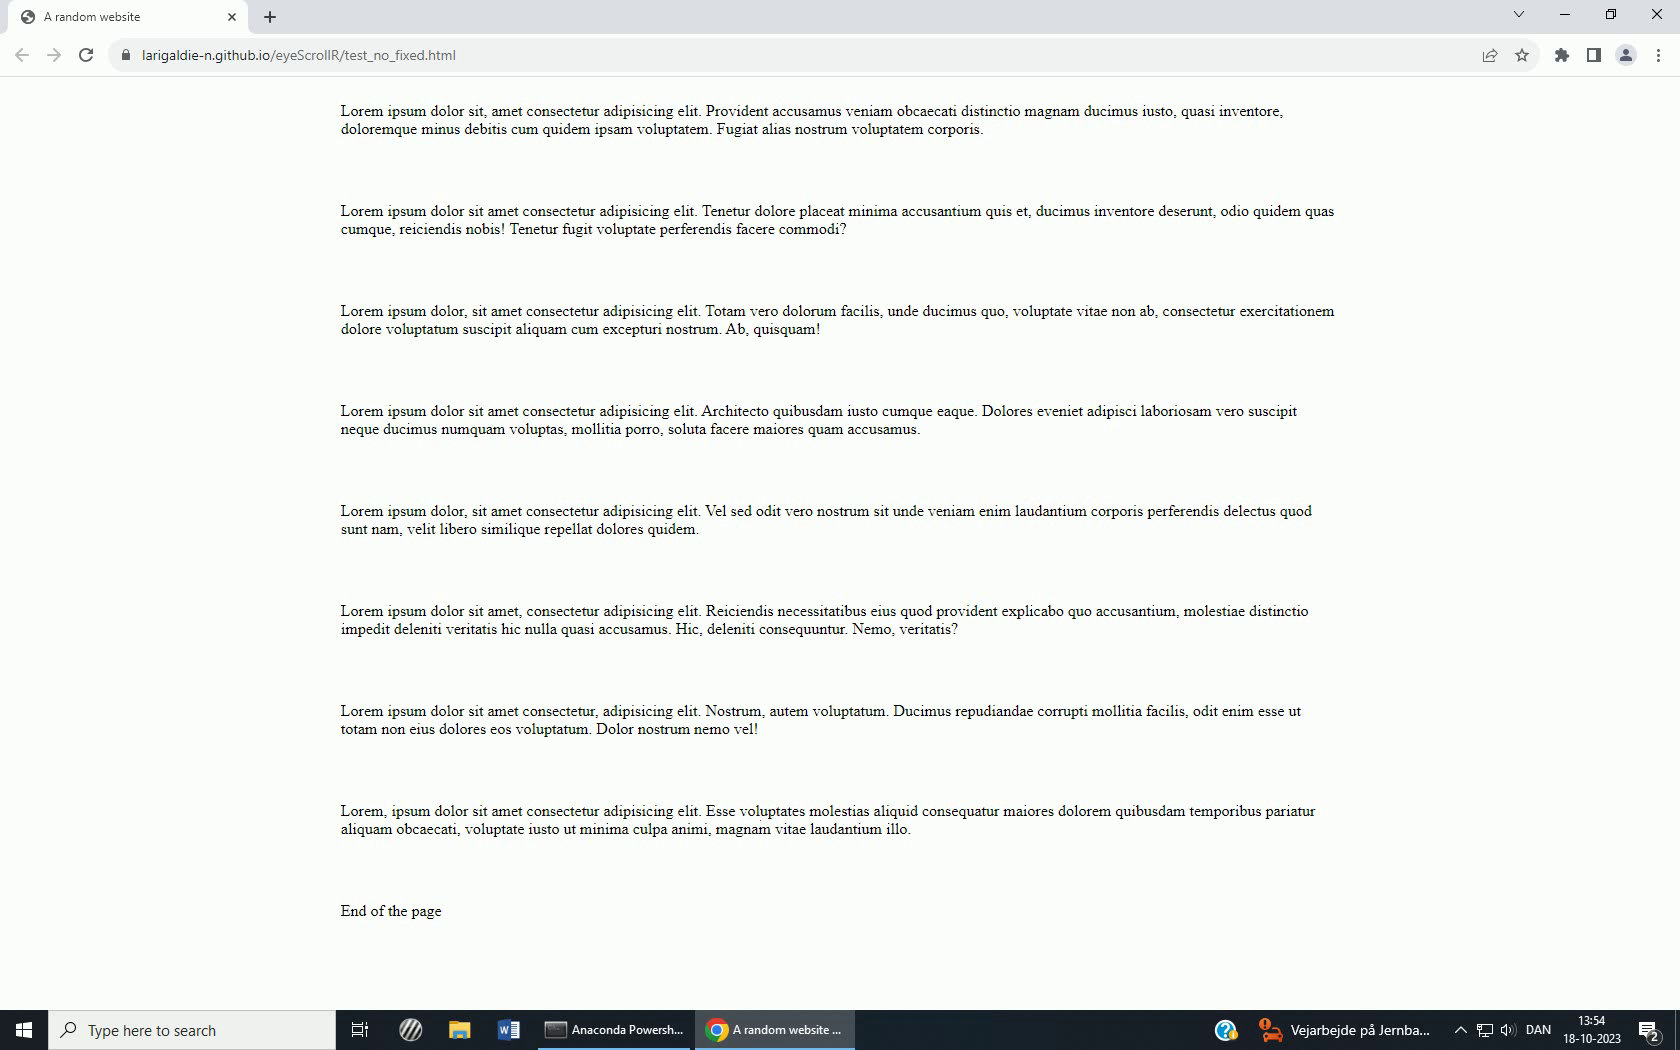 A random website
larigaldie-n.github.io/eyeScrollR/test_no_fixed.html
Lorem ipsum dolor sit, amet consectetur adipisicing elit. Provident accusamus veniam obcaecati distinctio magnam ducimus iusto, quasi inventore,
doloremque minus debitis cum quidem ipsam voluptatem. Fugiat alias nostrum voluptatem corporis.
Lorem ipsum dolor sit amet consectetur adipisicing elit. Tenetur dolore placeat minima accusantium quis et, ducimus inventore deserunt, odio quidem quas
cumque, reiciendis nobis! Tenetur fugit voluptate perferendis facere commodi?
Lorem ipsum dolor, sit amet consectetur adipisicing elit. Totam vero dolorum facilis, unde ducimus quo, voluptate vitae non ab, consectetur exercitationem
dolore voluptatum suscipit aliquam cum excepturi nostrum. Ab, quisquam!
Lorem ipsum dolor sit amet consectetur adipisicing elit. Architecto quibusdam iusto cumque eaque. Dolores eveniet adipisci laboriosam vero suscipit
neque ducimus numquam voluptas, mollitia porro, soluta facere maiores quam accusamus.
Lorem ipsum dolor, sit amet consectetur adipisicing elit. Vel sed odit vero nostrum sit unde veniam enim laudantium corporis perferendis delectus quod
sunt nam, velit libero similique repellat dolores quidem.
Lorem ipsum dolor sit amet, consectetur adipisicing elit. Reiciendis necessitatibus eius quod provident explicabo quo accusantium, molestiae distinctio
impedit deleniti veritatis hic nulla quasi accusamus. Hic, deleniti consequuntur. Nemo, veritatis?
Lorem ipsum dolor sit amet consectetur, adipisicing elit. Nostrum, autem voluptatum. Ducimus repudiandae corrupti mollitia facilis, odit enim esse ut
totam non eius dolores eos voluptatum. Dolor nostrum nemo vel!
Lorem, ipsum dolor sit amet consectetur adipisicing elit. Esse voluptates molestias aliquid consequatur maiores dolorem quibusdam temporibus pariatur
aliquam obcaecati, voluptate iusto ut minima culpa animi, magnam vitae laudantium illo.
End of the page
Type here to search
Anaconda Powersh...
A random website ...
Vejarbejde på Jernba...
DAN
13:54
18-10-2023
2